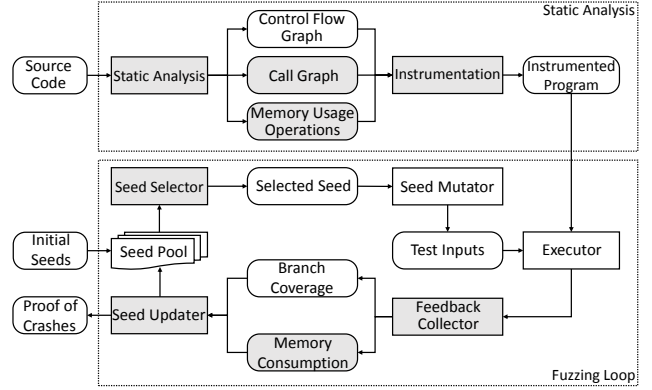 Static Analysis
Source
Code
Static Analysis
Control Flow
Graph
Call Graph
Memory Usage
Operations
Instrumentation
Instrumented
Program
Seed Selector
Selected Seed
Seed Mutator
Initial
Seeds
Seed Pool
Test Inputs
Executor
Branch
Coverage
Proof of
Crashes
Seed Updater
Memory
Consumption
Feedback
Collector
Fuzzing Loop